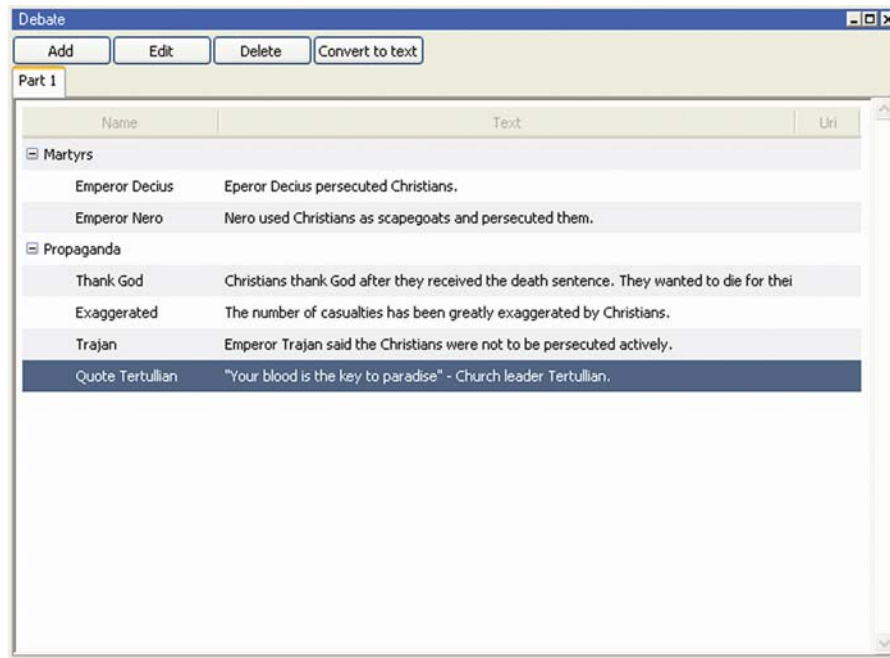 Debate
Add Edit Delete Convert to text
Part 1
Name Text Uri
Martyrs
Emperor Decius Eperor Decius persecuted Christians.
Emperor Nero Nero used Christians as scapegoats and persecuted them.
Propaganda
Thank God Christians thank God after they received the death sentence. They wanted to die for thei
Exaggerated The number of casualties has been greatly exaggerated by Christians.
Trajan Emperor Trajan said the Christians were not to be persecuted actively.
Quote Tertullian "Your blood is the key to paradise" - Church leader Tertullian.